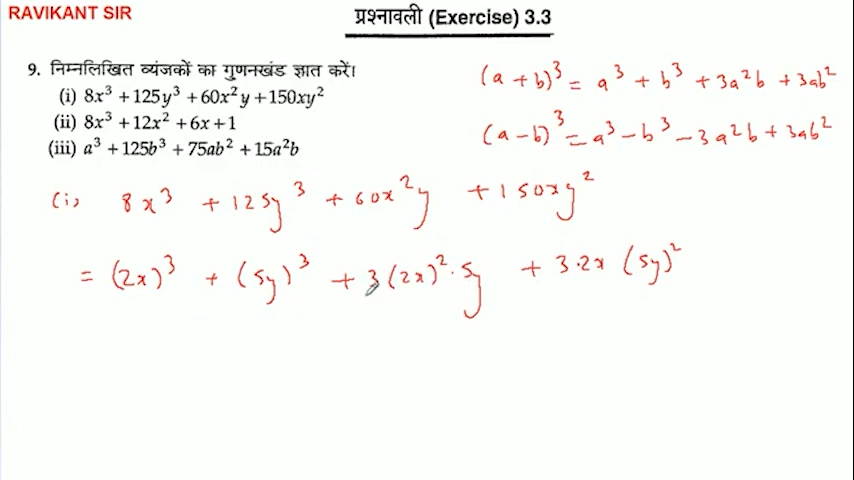 RAVIKANT SIR
प्रश्नावली (Exercise) 3.3
9. निम्नलिखित व्यंजकों का गुणनखंड ज्ञात करें।
(i) 8x³ + 125y³ + 60x²y + 150xy²
(ii) 8x³ + 12x² + 6x + 1
(iii) a³ + 125b³ + 75ab² + 15a²b
(a + b)³ = a³ + b³ + 3a²b + 3ab²
(a - b)³ = a³ - b³ - 3a²b + 3ab²
(i) 8x³ + 125y³ + 60x²y + 150xy²
= (2x)³ + (5y)³ + 3(2x)²·5y + 3·2x (5y)²